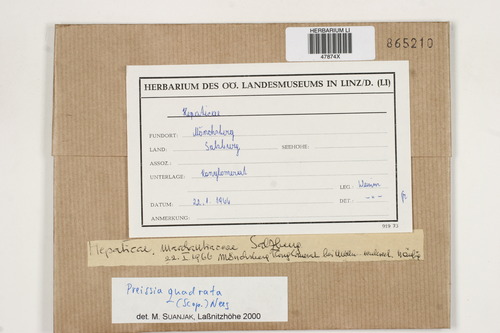 HERBARIUM LI
47874X
865210
HERBARIUM DES OÖ. LANDESMUSEUMS IN LINZ/D. (LI)
Hepaticae
FUNDORT: Mönchsberg
LAND: Salzburg SEEHÖHE:
ASSOZ.:
UNTERLAGE: Konglomerat
LEG.:
DATUM: 22.1.1966 DET.: -"-
ANMERKUNG:
Hepaticae, Marchantiaceae Salzburg
22.I.1966 Mönchsberg Konglomerat
Preissia quadrata
(Scop.) Nees
det. M. SUANJAK, Laßnitzhöhe 2000